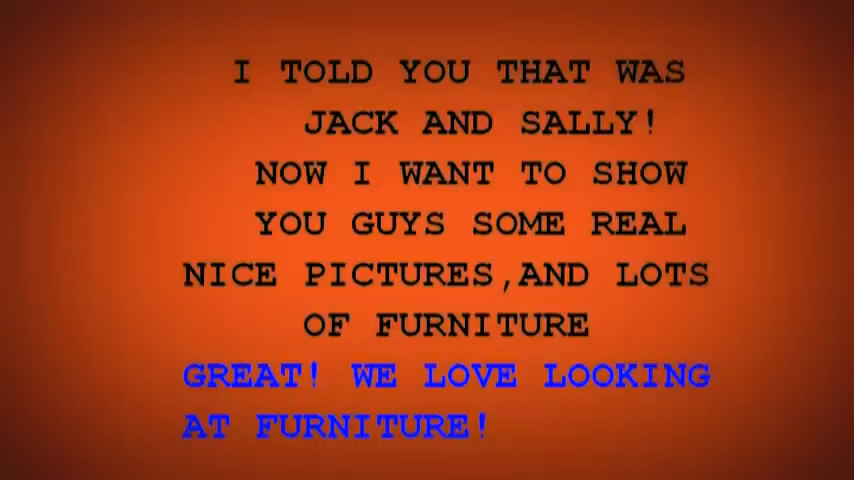 I TOLD YOU THAT WAS
JACK AND SALLY!
NOW I WANT TO SHOW
YOU GUYS SOME REAL
NICE PICTURES,AND LOTS
OF FURNITURE
GREAT! WE LOVE LOOKING
AT FURNITURE!